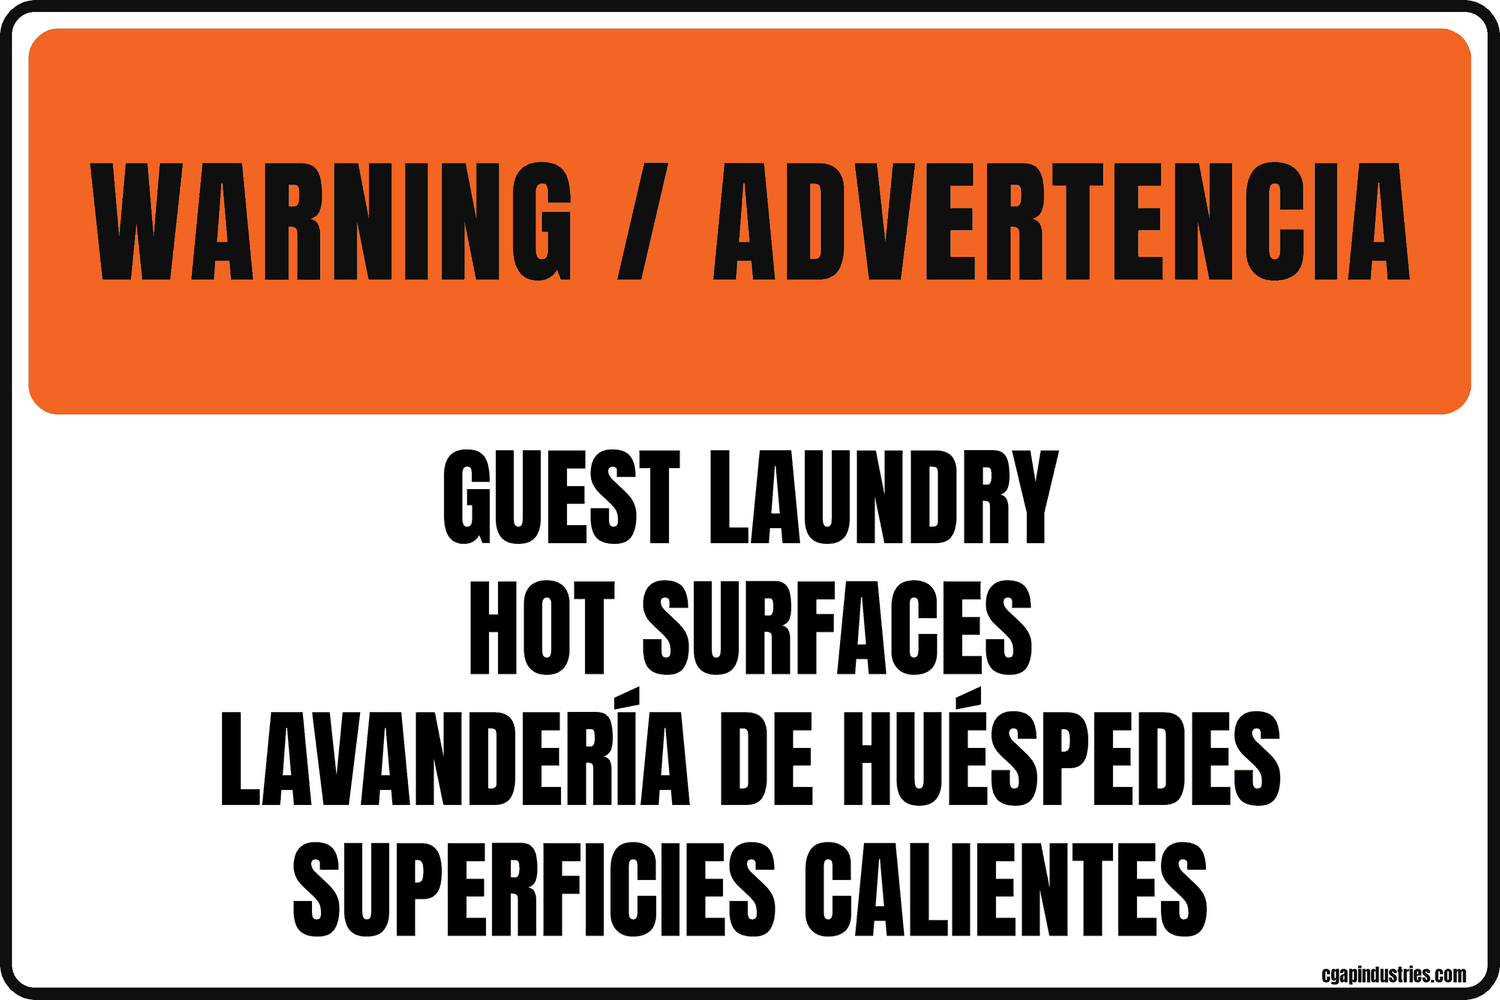 WARNING / ADVERTENCIA
GUEST LAUNDRY
HOT SURFACES
LAVANDERÍA DE HUÉSPEDES
SUPERFICIES CALIENTES
cgapindustries.com